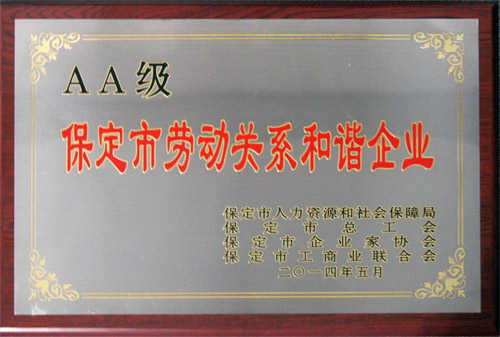 AA级
保定市劳动关系和谐企业
保定市人力资源和社会保障局
保定市总工会
保定市企业家协会
保定市工商业联合会
二〇一四年五月